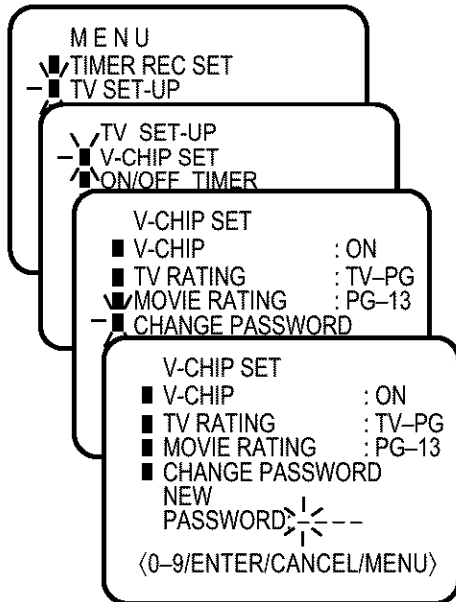 MENU
TIMER REC SET
TV SET-UP
TV SET-UP
V-CHIP SET
ON/OFF TIMER
V-CHIP SET
V-CHIP : ON
TV RATING : TV–PG
MOVIE RATING : PG–13
CHANGE PASSWORD
V-CHIP SET
V-CHIP : ON
TV RATING : TV–PG
MOVIE RATING : PG–13
CHANGE PASSWORD
NEW
PASSWORD: – – – –
〈0–9/ENTER/CANCEL/MENU〉